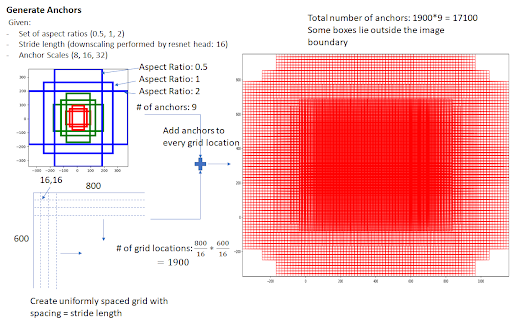 Generate Anchors
Given:
- Set of aspect ratios (0.5, 1, 2)
- Stride length (downscaling performed by resnet head: 16)
- Anchor Scales (8, 16, 32)
Total number of anchors: 1900*9 = 17100
Some boxes lie outside the image
boundary
Aspect Ratio: 0.5
Aspect Ratio: 1
Aspect Ratio: 2
# of anchors: 9
Add anchors to
every grid location
16,16
800
600
# of grid locations: 800/16 * 600/16
= 1900
Create uniformly spaced grid with
spacing = stride length